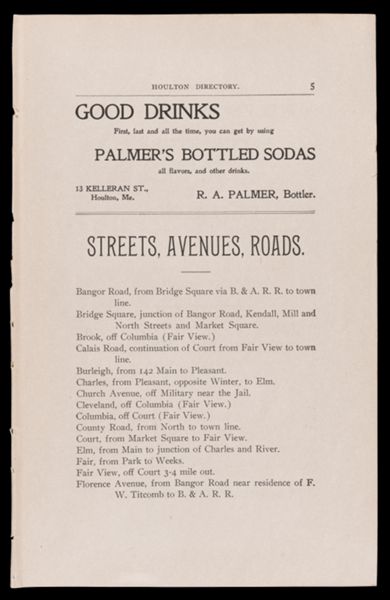 HOULTON DIRECTORY. 5
GOOD DRINKS
First, last and all the time, you can get by using
PALMER'S BOTTLED SODAS
all flavors, and other drinks.
13 KELLERAN ST.,
Houlton, Me.
R. A. PALMER, Bottler.
STREETS, AVENUES, ROADS.
Bangor Road, from Bridge Square via B. & A. R. R. to town
line.
Bridge Square, junction of Bangor Road, Kendall, Mill and
North Streets and Market Square.
Brook, off Columbia (Fair View.)
Calais Road, continuation of Court from Fair View to town
line.
Burleigh, from 142 Main to Pleasant.
Charles, from Pleasant, opposite Winter, to Elm.
Church Avenue, off Military near the Jail.
Cleveland, off Columbia (Fair View.)
Columbia, off Court (Fair View.)
County Road, from North to town line.
Court, from Market Square to Fair View.
Elm, from Main to junction of Charles and River.
Fair, from Park to Weeks.
Fair View, off Court 3-4 mile out.
Florence Avenue, from Bangor Road near residence of F.
W. Titcomb to B. & A. R. R.